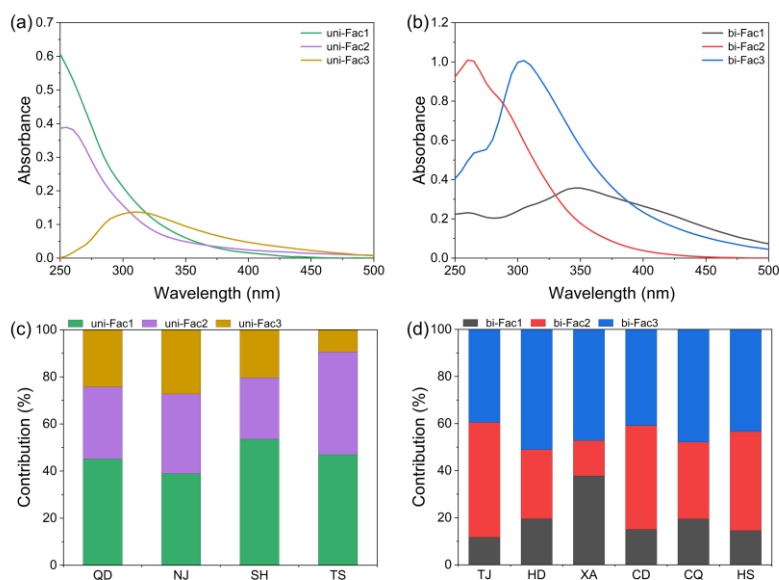 (a)
0.7
0.6
0.5
0.4
0.3
0.2
0.1
0.0
Absorbance
uni-Fac1
uni-Fac2
uni-Fac3
250 300 350 400 450 500
Wavelength (nm)
(b)
1.2
1.0
0.8
0.6
0.4
0.2
0.0
Absorbance
bi-Fac1
bi-Fac2
bi-Fac3
250 300 350 400 450 500
Wavelength (nm)
(c)
uni-Fac1 uni-Fac2 uni-Fac3
100
80
60
40
20
0
Contribution (%)
QD NJ SH TS
(d)
bi-Fac1 bi-Fac2 bi-Fac3
100
80
60
40
20
0
Contribution (%)
TJ HD XA CD CQ HS